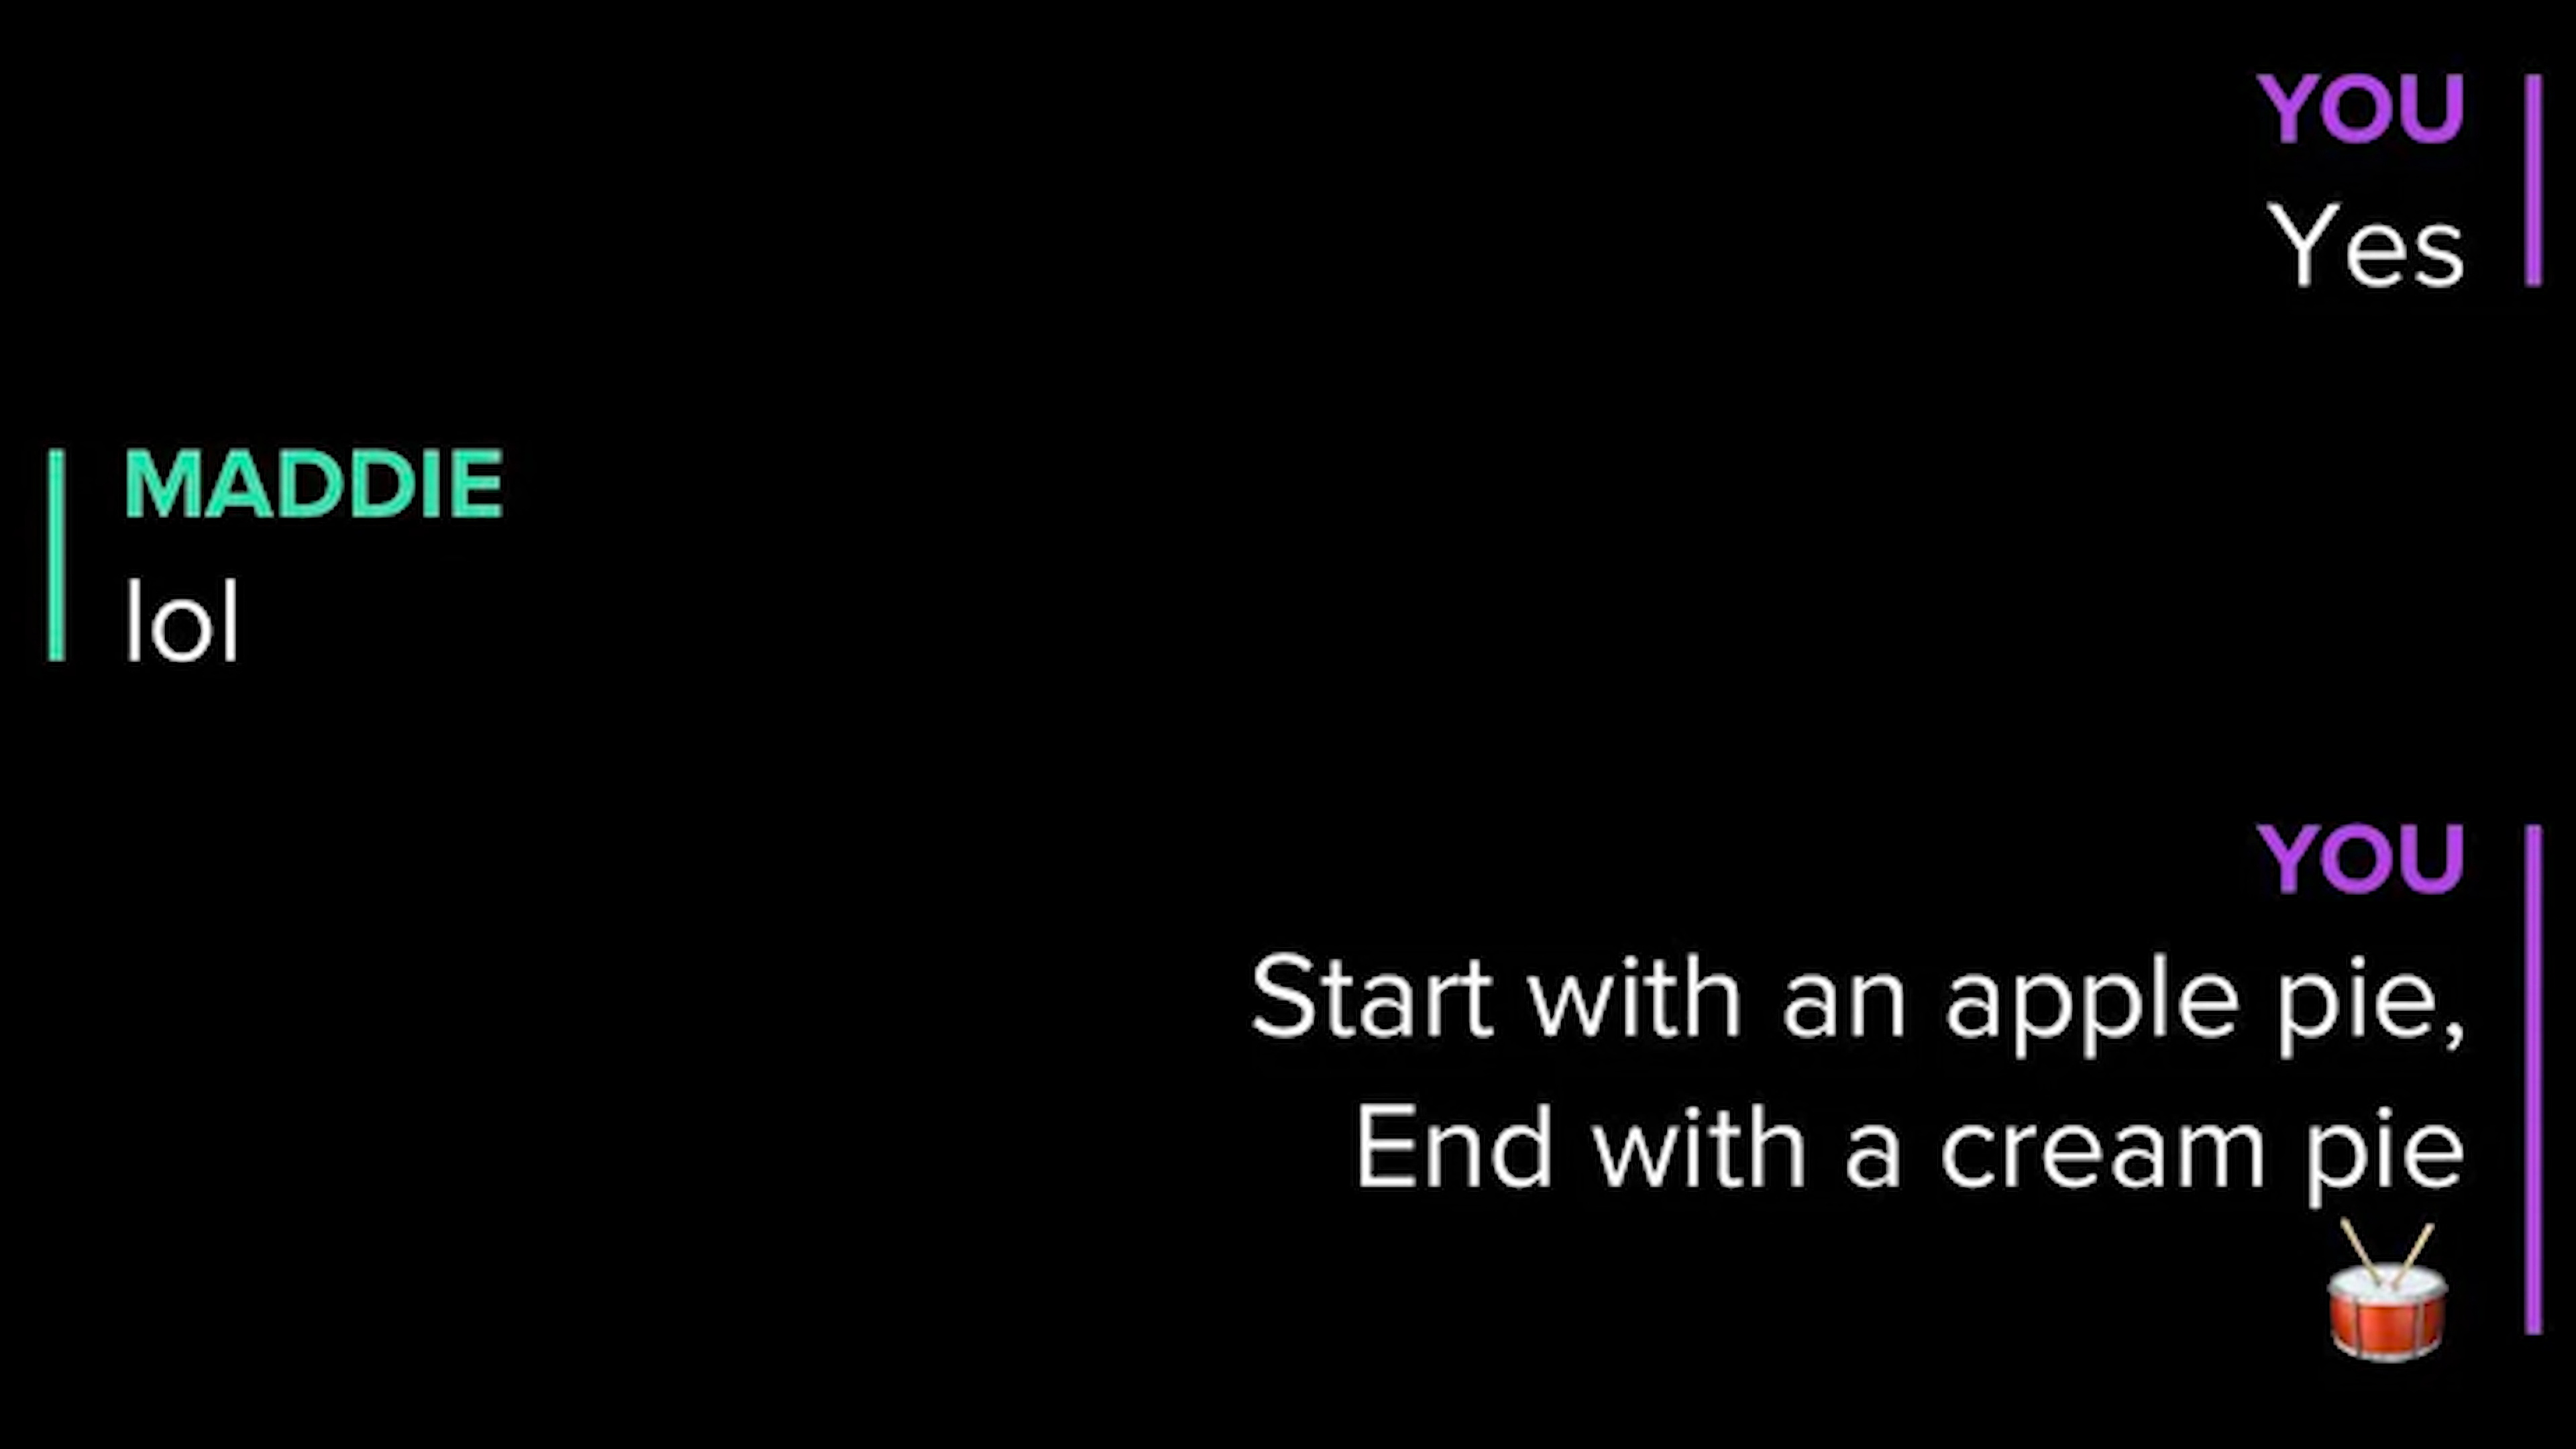 YOU
Yes
MADDIE
lol
YOU
Start with an apple pie,
End with a cream pie
🥁